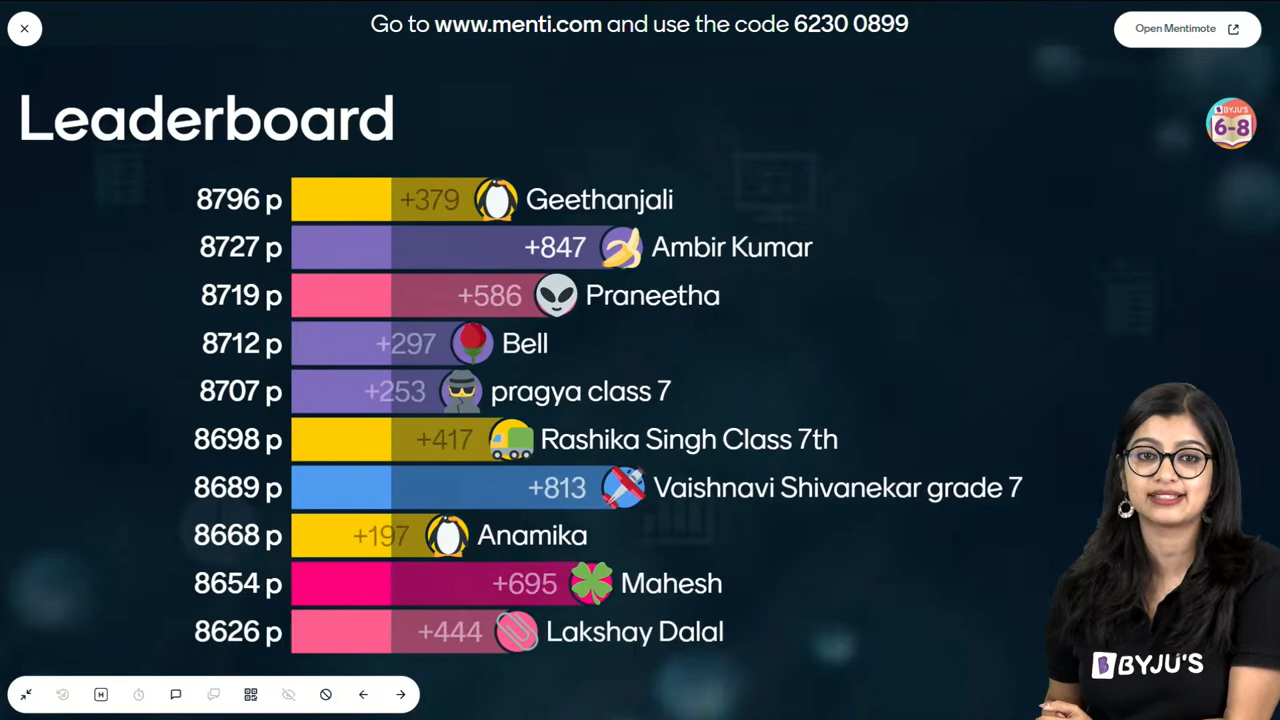 Go to www.menti.com and use the code 6230 0899
Open Mentimote
Leaderboard
BYJU'S
6-8
8796 p +379 Geethanjali
8727 p +847 Ambir Kumar
8719 p +586 Praneetha
8712 p +297 Bell
8707 p +253 pragya class 7
8698 p +417 Rashika Singh Class 7th
8689 p +813 Vaishnavi Shivanekar grade 7
8668 p +197 Anamika
8654 p +695 Mahesh
8626 p +444 Lakshay Dalal
BYJU'S
H